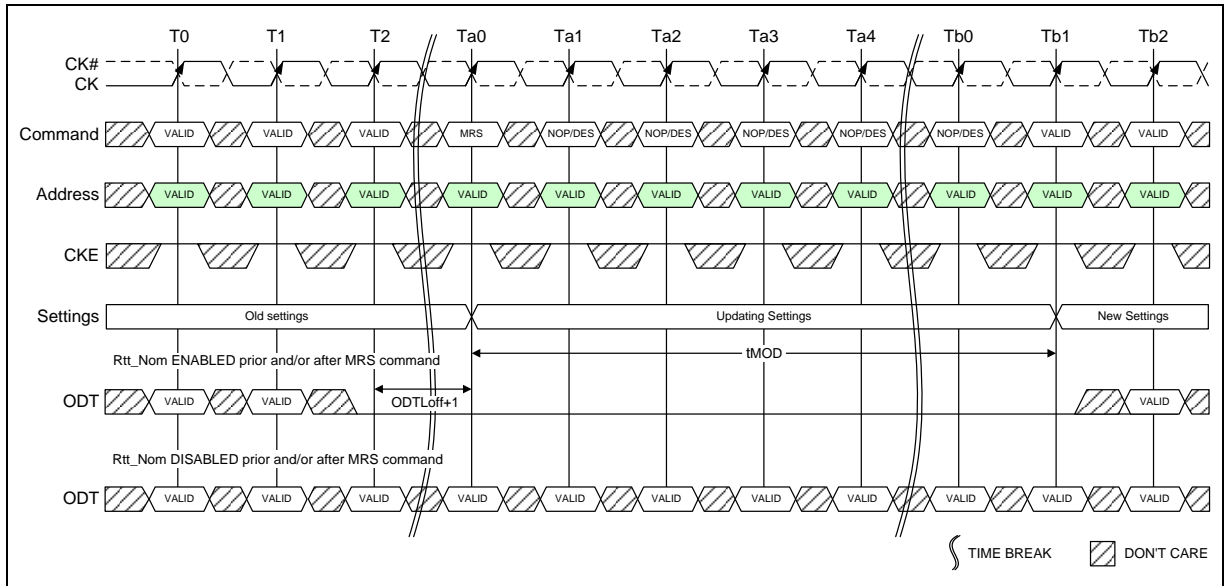 T0 T1 T2 Ta0 Ta1 Ta2 Ta3 Ta4 Tb0 Tb1 Tb2
CK#
CK
Command VALID VALID VALID MRS NOP/DES NOP/DES NOP/DES NOP/DES NOP/DES VALID VALID
Address VALID VALID VALID VALID VALID VALID VALID VALID VALID VALID VALID
CKE
Settings Old settings Updating Settings New Settings
Rtt_Nom ENABLED prior and/or after MRS command tMOD
ODT VALID VALID ODTLoff+1 VALID
Rtt_Nom DISABLED prior and/or after MRS command
ODT VALID VALID VALID VALID VALID VALID VALID VALID VALID VALID VALID
TIME BREAK DON'T CARE